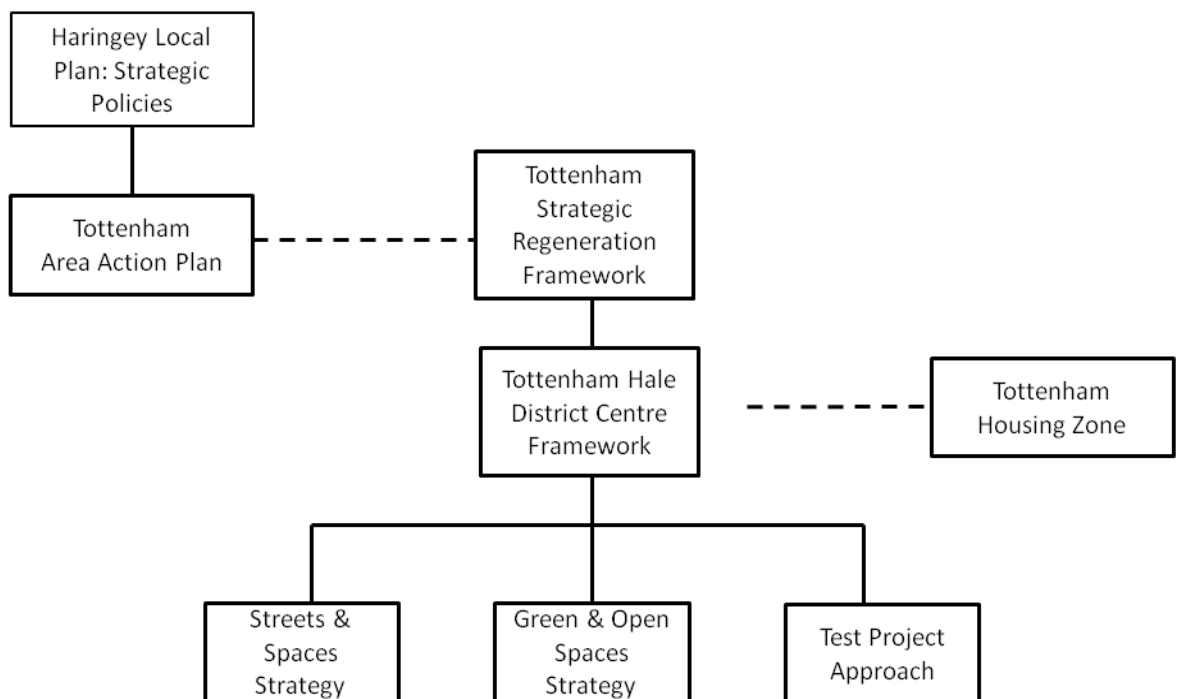 Haringey Local
Plan: Strategic
Policies
Tottenham
Area Action Plan
Tottenham
Strategic
Regeneration
Framework
Tottenham Hale
District Centre
Framework
Tottenham
Housing Zone
Streets &
Spaces
Strategy
Green & Open
Spaces
Strategy
Test Project
Approach